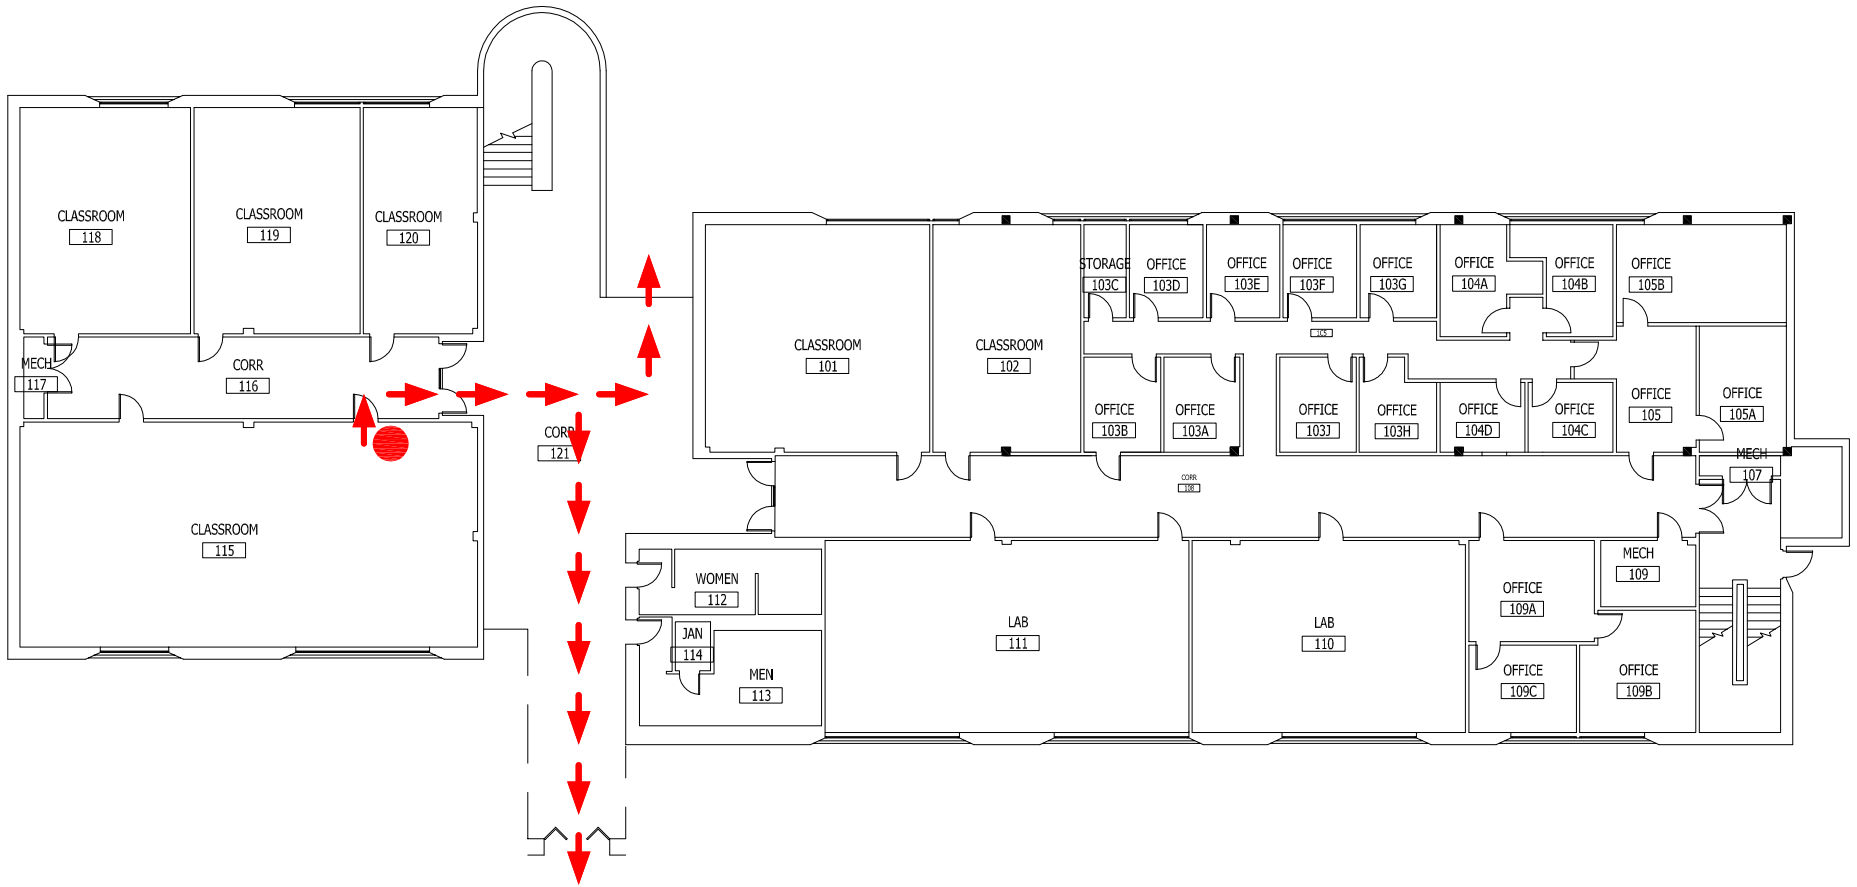 CLASSROOM
118
CLASSROOM
119
CLASSROOM
120
MECH
117
CORR
116
CORR
121
CLASSROOM
115
CLASSROOM
101
CLASSROOM
102
STORAGE
103C
OFFICE
103D
OFFICE
103E
OFFICE
103F
OFFICE
103G
OFFICE
104A
OFFICE
104B
OFFICE
105B
1C5
OFFICE
103B
OFFICE
103A
OFFICE
103J
OFFICE
103H
OFFICE
104D
OFFICE
104C
OFFICE
105
OFFICE
105A
MECH
107
CORR
108
WOMEN
112
JAN
114
MEN
113
LAB
111
LAB
110
OFFICE
109A
MECH
109
OFFICE
109C
OFFICE
109B